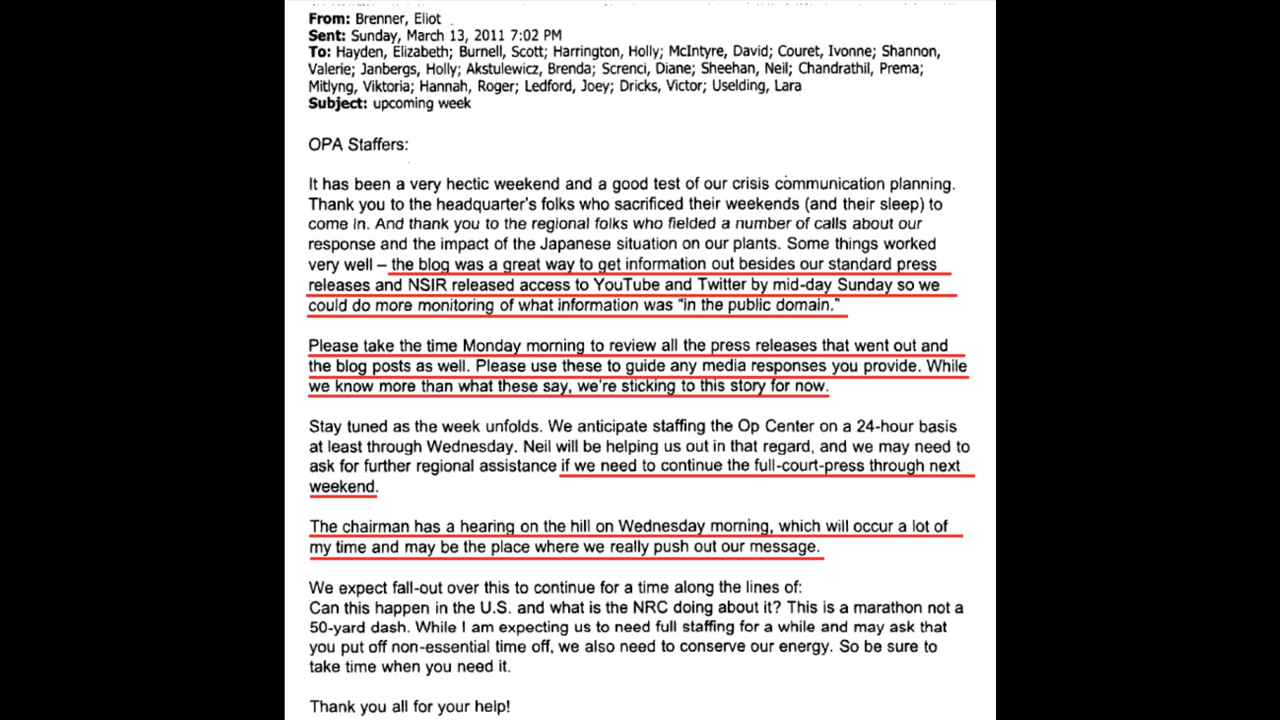 From: Brenner, Eliot
Sent: Sunday, March 13, 2011 7:02 PM
To: Hayden, Elizabeth; Burnell, Scott; Harrington, Holly; McIntyre, David; Couret, Ivonne; Shannon,
Valerie; Janbergs, Holly; Akstulewicz, Brenda; Screnci, Diane; Sheehan, Neil; Chandrathil, Prema;
Mitlyng, Viktoria; Hannah, Roger; Ledford, Joey; Dricks, Victor; Uselding, Lara
Subject: upcoming week
OPA Staffers:
It has been a very hectic weekend and a good test of our crisis communication planning.
Thank you to the headquarter's folks who sacrificed their weekends (and their sleep) to
come in. And thank you to the regional folks who fielded a number of calls about our
response and the impact of the Japanese situation on our plants. Some things worked
very well – the blog was a great way to get information out besides our standard press
releases and NSIR released access to YouTube and Twitter by mid-day Sunday so we
could do more monitoring of what information was "in the public domain."
Please take the time Monday morning to review all the press releases that went out and
the blog posts as well. Please use these to guide any media responses you provide. While
we know more than what these say, we're sticking to this story for now.
Stay tuned as the week unfolds. We anticipate staffing the Op Center on a 24-hour basis
at least through Wednesday. Neil will be helping us out in that regard, and we may need to
ask for further regional assistance if we need to continue the full-court-press through next
weekend.
The chairman has a hearing on the hill on Wednesday morning, which will occur a lot of
my time and may be the place where we really push out our message.
We expect fall-out over this to continue for a time along the lines of:
Can this happen in the U.S. and what is the NRC doing about it? This is a marathon not a
50-yard dash. While I am expecting us to need full staffing for a while and may ask that
you put off non-essential time off, we also need to conserve our energy. So be sure to
take time when you need it.
Thank you all for your help!